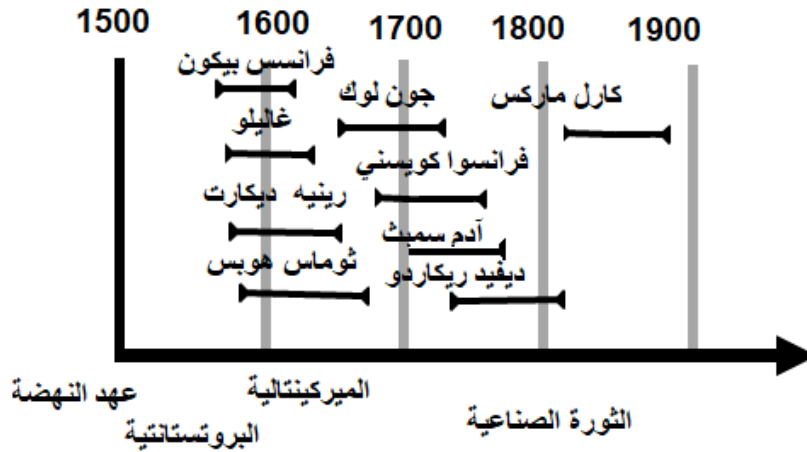 1500
1600
1700
1800
1900
فرانسس بيكون
جون لوك
كارل ماركس
غاليلو
فرانسوا كويسني
رينيه ديكارت
آدم سميث
ثوماس هوبس
ديفيد ريكاردو
عهد النهضة
الميركينتالية
البروتستانتية
الثورة الصناعية